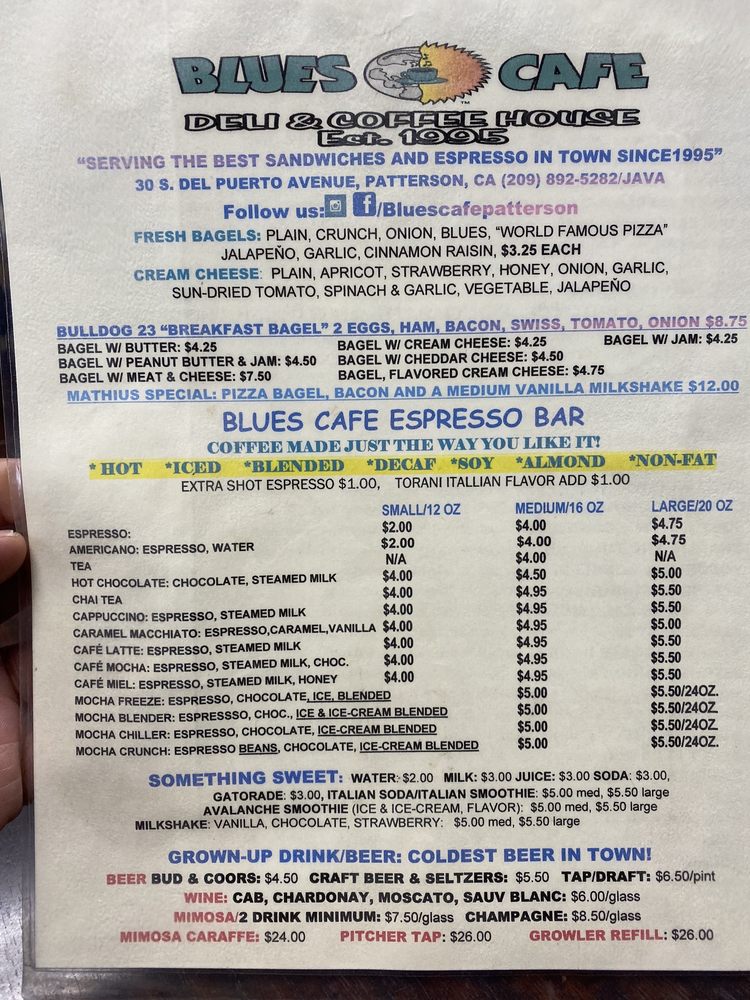 BLUES CAFE
TM
DELI & COFFEE HOUSE
Est. 1995
"SERVING THE BEST SANDWICHES AND ESPRESSO IN TOWN SINCE1995"
30 S. DEL PUERTO AVENUE, PATTERSON, CA (209) 892-5282/JAVA
Follow us: f/Bluescafepatterson
FRESH BAGELS: PLAIN, CRUNCH, ONION, BLUES, "WORLD FAMOUS PIZZA"
JALAPEÑO, GARLIC, CINNAMON RAISIN, $3.25 EACH
CREAM CHEESE: PLAIN, APRICOT, STRAWBERRY, HONEY, ONION, GARLIC,
SUN-DRIED TOMATO, SPINACH & GARLIC, VEGETABLE, JALAPEÑO
BULLDOG 23 "BREAKFAST BAGEL" 2 EGGS, HAM, BACON, SWISS, TOMATO, ONION $8.75
BAGEL W/ BUTTER: $4.25 BAGEL W/ CREAM CHEESE: $4.25 BAGEL W/ JAM: $4.25
BAGEL W/ PEANUT BUTTER & JAM: $4.50 BAGEL W/ CHEDDAR CHEESE: $4.50
BAGEL W/ MEAT & CHEESE: $7.50 BAGEL, FLAVORED CREAM CHEESE: $4.75
MATHIUS SPECIAL: PIZZA BAGEL, BACON AND A MEDIUM VANILLA MILKSHAKE $12.00
BLUES CAFE ESPRESSO BAR
COFFEE MADE JUST THE WAY YOU LIKE IT!
*HOT *ICED *BLENDED *DECAF *SOY *ALMOND *NON-FAT
EXTRA SHOT ESPRESSO $1.00, TORANI ITALLIAN FLAVOR ADD $1.00
SMALL/12 OZ MEDIUM/16 OZ LARGE/20 OZ
ESPRESSO: $2.00 $4.00 $4.75
AMERICANO: ESPRESSO, WATER $2.00 $4.00 $4.75
TEA N/A $4.00 N/A
HOT CHOCOLATE: CHOCOLATE, STEAMED MILK $4.00 $4.50 $5.00
CHAI TEA $4.00 $4.95 $5.50
CAPPUCCINO: ESPRESSO, STEAMED MILK $4.00 $4.95 $5.50
CARAMEL MACCHIATO: ESPRESSO,CARAMEL,VANILLA $4.00 $4.95 $5.00
CAFÉ LATTE: ESPRESSO, STEAMED MILK $4.00 $4.95 $5.50
CAFÉ MOCHA: ESPRESSO, STEAMED MILK, CHOC. $4.00 $4.95 $5.50
CAFÉ MIEL: ESPRESSO, STEAMED MILK, HONEY $4.00 $4.95 $5.50
MOCHA FREEZE: ESPRESSO, CHOCOLATE, ICE, BLENDED $5.00 $5.50/24OZ.
MOCHA BLENDER: ESPRESSSO, CHOC., ICE & ICE-CREAM BLENDED $5.00 $5.50/24OZ.
MOCHA CHILLER: ESPRESSO, CHOCOLATE, ICE-CREAM BLENDED $5.00 $5.50/24OZ.
MOCHA CRUNCH: ESPRESSO BEANS, CHOCOLATE, ICE-CREAM BLENDED $5.00 $5.50/24OZ.
SOMETHING SWEET: WATER: $2.00 MILK: $3.00 JUICE: $3.00 SODA: $3.00,
GATORADE: $3.00, ITALIAN SODA/ITALIAN SMOOTHIE: $5.00 med, $5.50 large
AVALANCHE SMOOTHIE (ICE & ICE-CREAM, FLAVOR): $5.00 med, $5.50 large
MILKSHAKE: VANILLA, CHOCOLATE, STRAWBERRY: $5.00 med, $5.50 large
GROWN-UP DRINK/BEER: COLDEST BEER IN TOWN!
BEER BUD & COORS: $4.50 CRAFT BEER & SELTZERS: $5.50 TAP/DRAFT: $6.50/pint
WINE: CAB, CHARDONAY, MOSCATO, SAUV BLANC: $6.00/glass
MIMOSA/2 DRINK MINIMUM: $7.50/glass CHAMPAGNE: $8.50/glass
MIMOSA CARAFFE: $24.00 PITCHER TAP: $26.00 GROWLER REFILL: $26.00